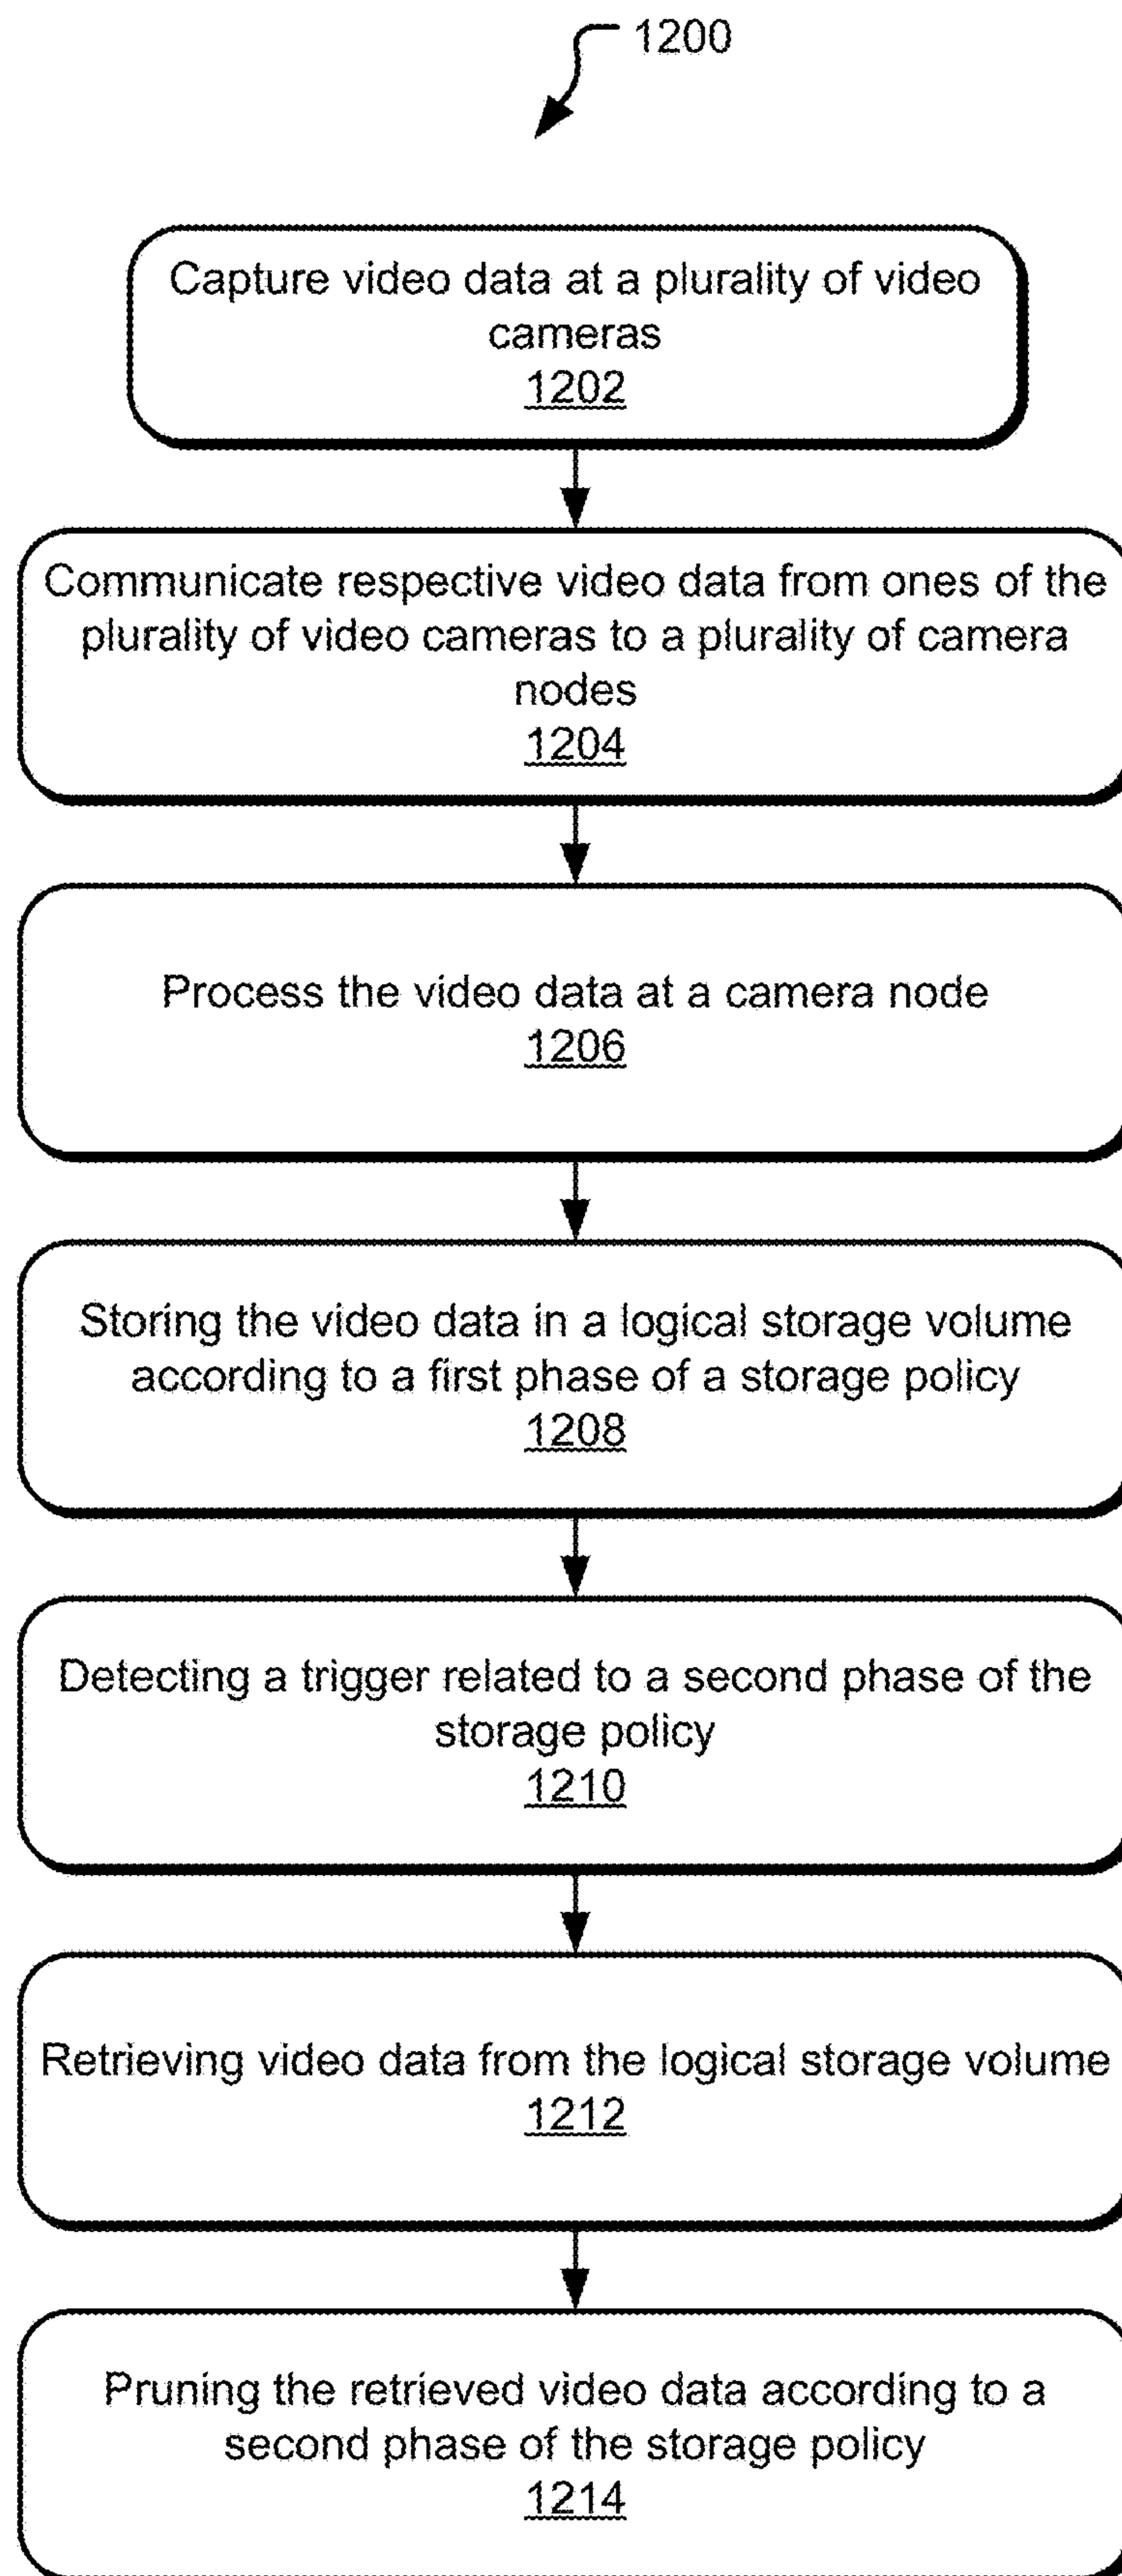 1200
Capture video data at a plurality of video
cameras
1202
Communicate respective video data from ones of the
plurality of video cameras to a plurality of camera
nodes
1204
Process the video data at a camera node
1206
Storing the video data in a logical storage volume
according to a first phase of a storage policy
1208
Detecting a trigger related to a second phase of the
storage policy
1210
Retrieving video data from the logical storage volume
1212
Pruning the retrieved video data according to a
second phase of the storage policy
1214